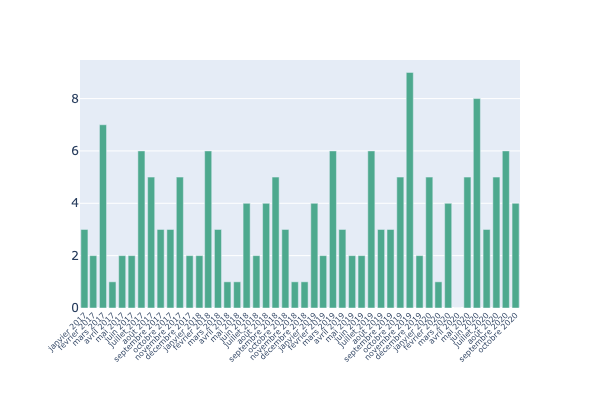 8
6
4
2
0
janvier 2017
février 2017
mars 2017
avril 2017
mai 2017
juin 2017
juillet 2017
août 2017
septembre 2017
octobre 2017
novembre 2017
décembre 2017
janvier 2018
février 2018
mars 2018
avril 2018
mai 2018
juin 2018
juillet 2018
août 2018
septembre 2018
octobre 2018
novembre 2018
décembre 2018
janvier 2019
février 2019
mars 2019
avril 2019
mai 2019
juin 2019
juillet 2019
août 2019
septembre 2019
octobre 2019
novembre 2019
décembre 2019
janvier 2020
février 2020
mars 2020
avril 2020
mai 2020
juin 2020
juillet 2020
août 2020
septembre 2020
octobre 2020